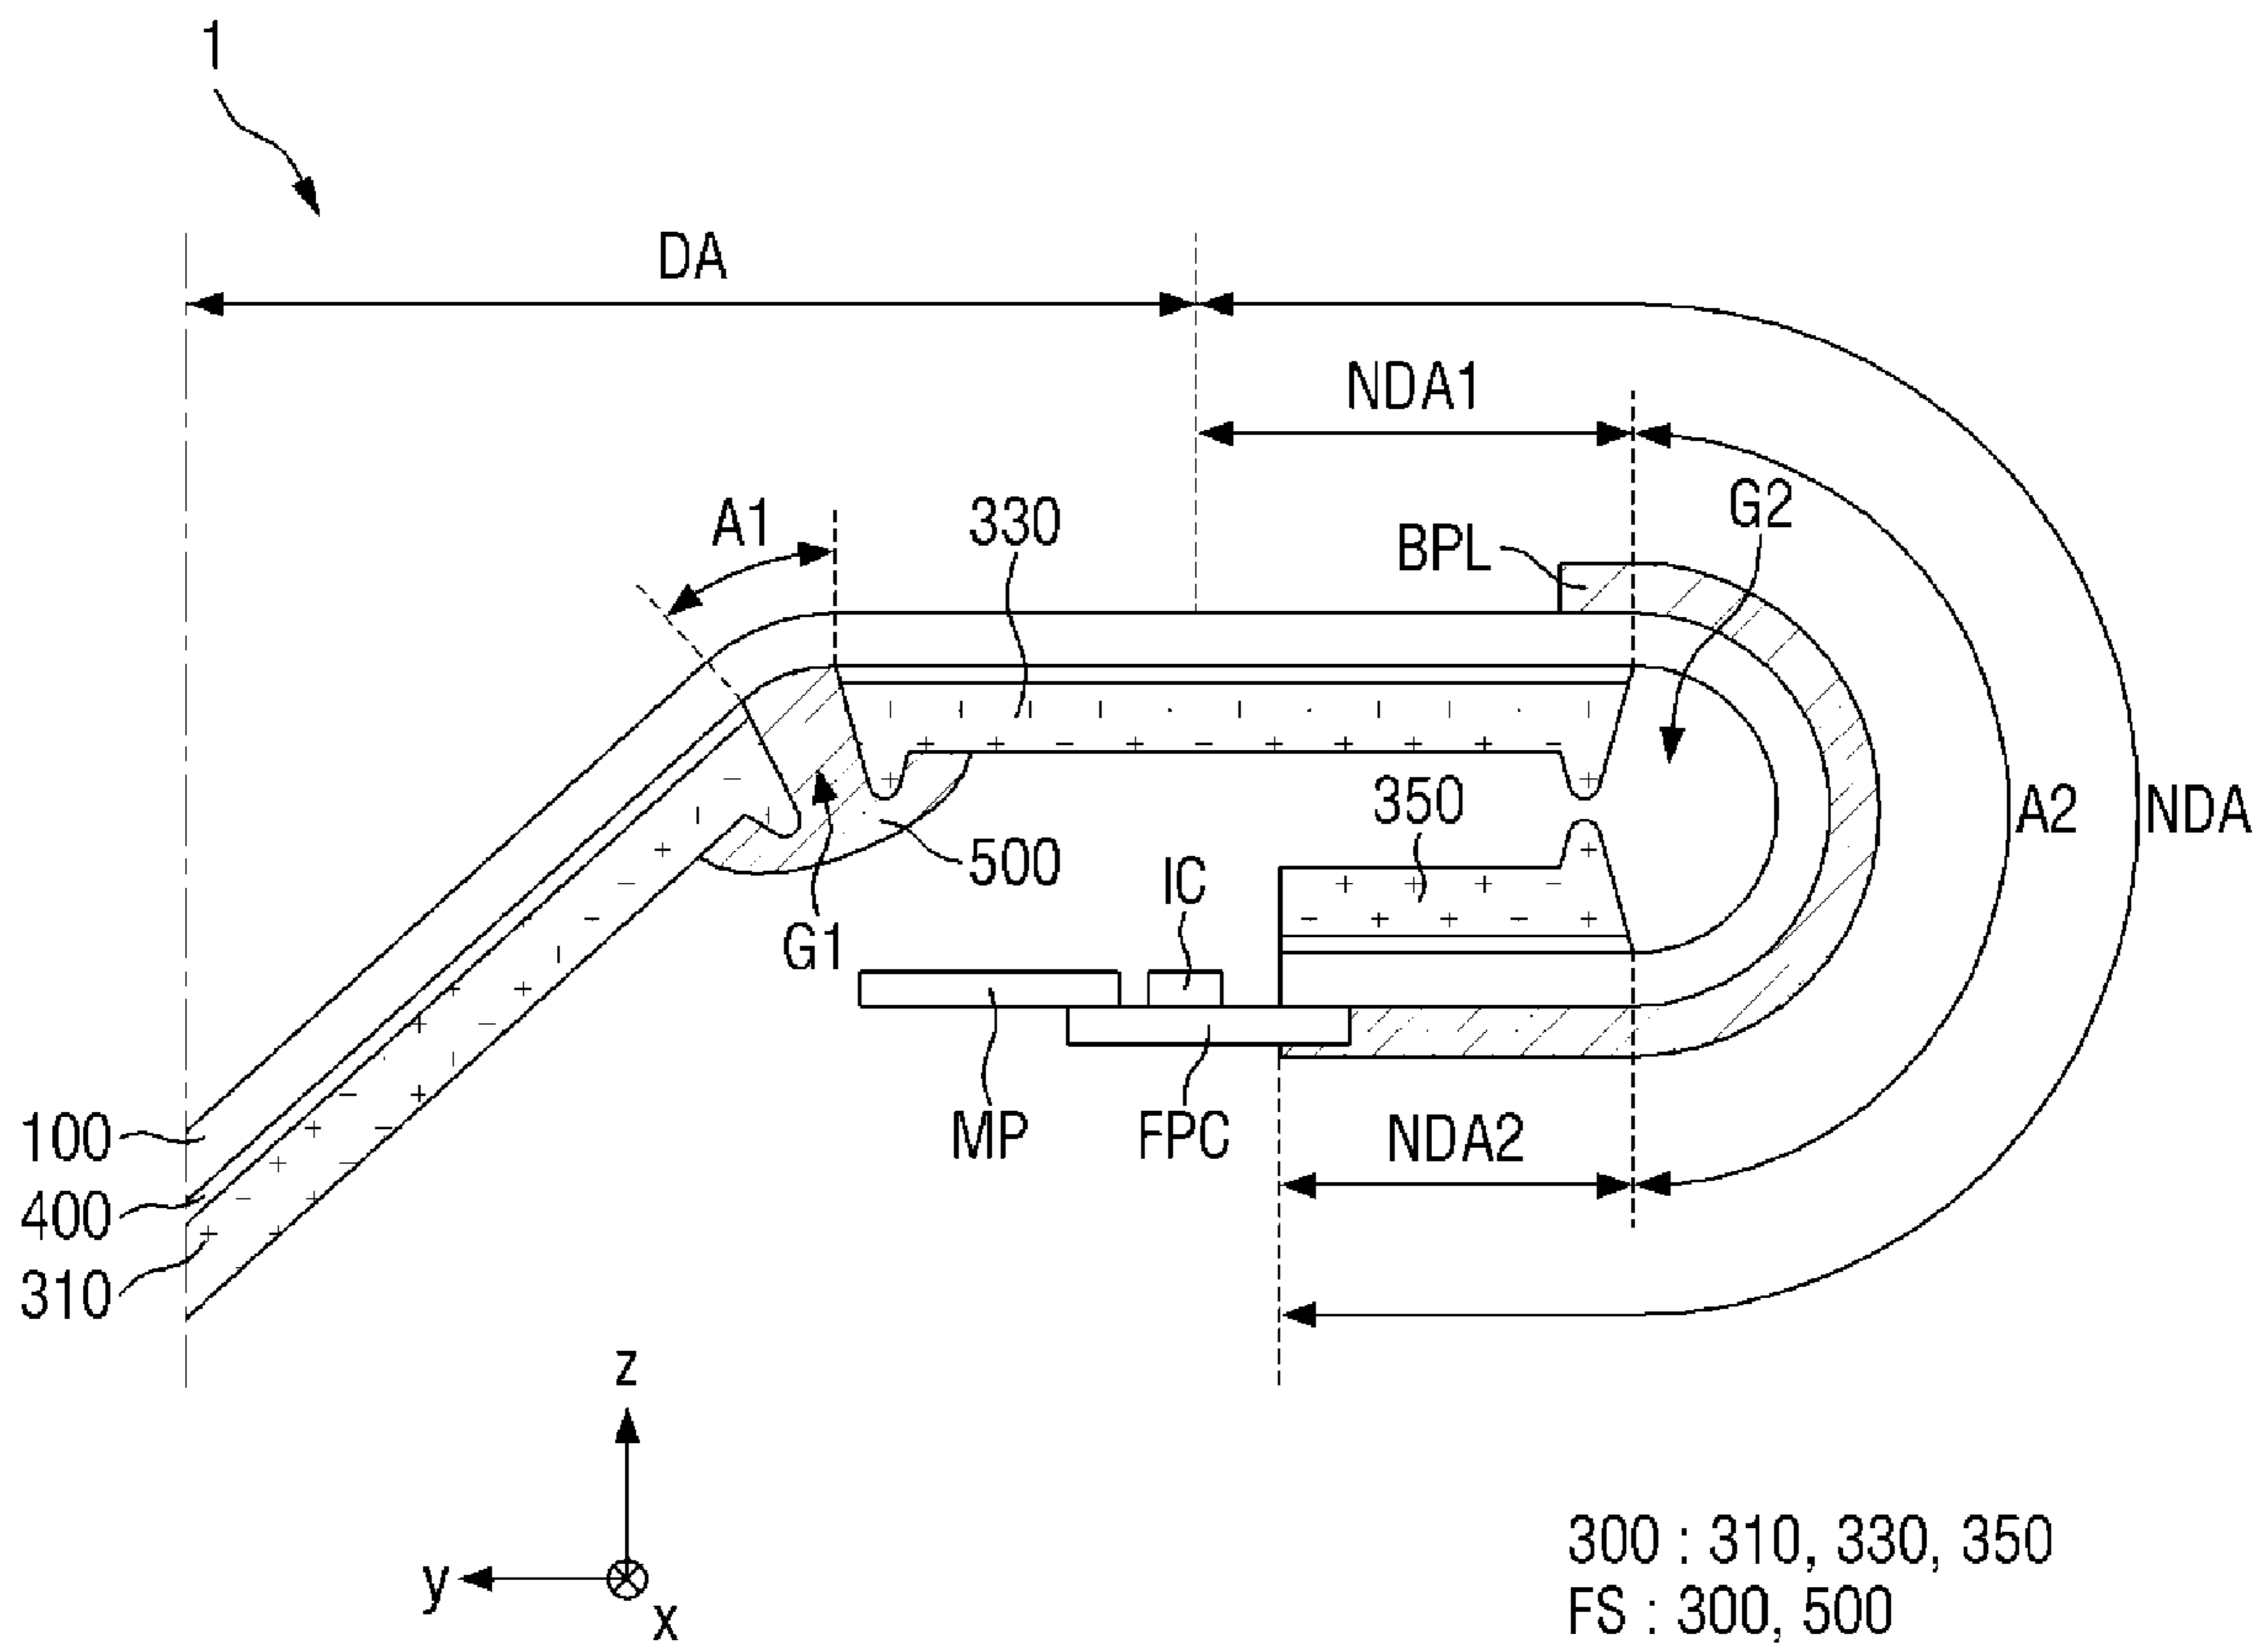 1
DA
NDA1
A1
330
BPL
G2
350
A2
NDA
500
IC
G1
MP
FPC
NDA2
100
400
310
z
y
x
300 : 310, 330, 350
FS : 300, 500